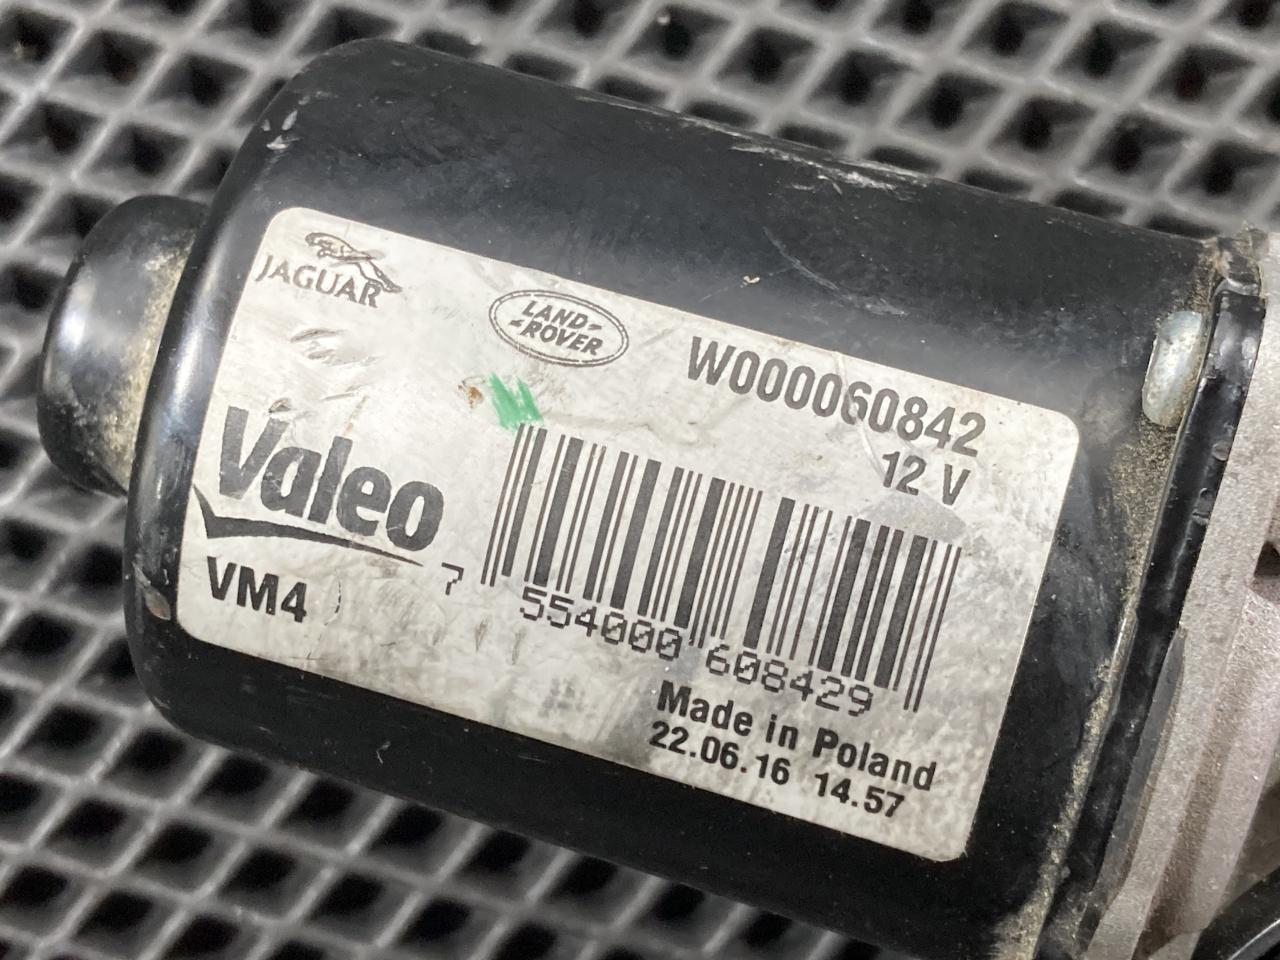 JAGUAR
LAND-
-ROVER
W000060842
12 V
Valeo
VM4
7 554000 608429
Made in Poland
22.06.16 14.57